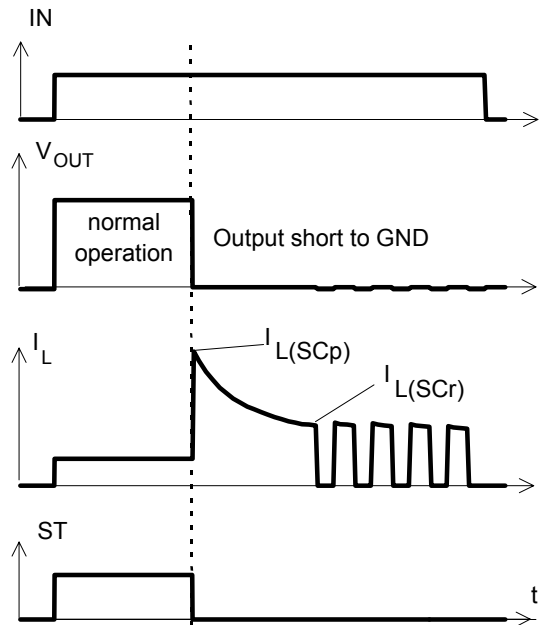 IN
V_OUT
normal
operation
Output short to GND
I_L
I_L(SCp)
I_L(SCr)
ST
t